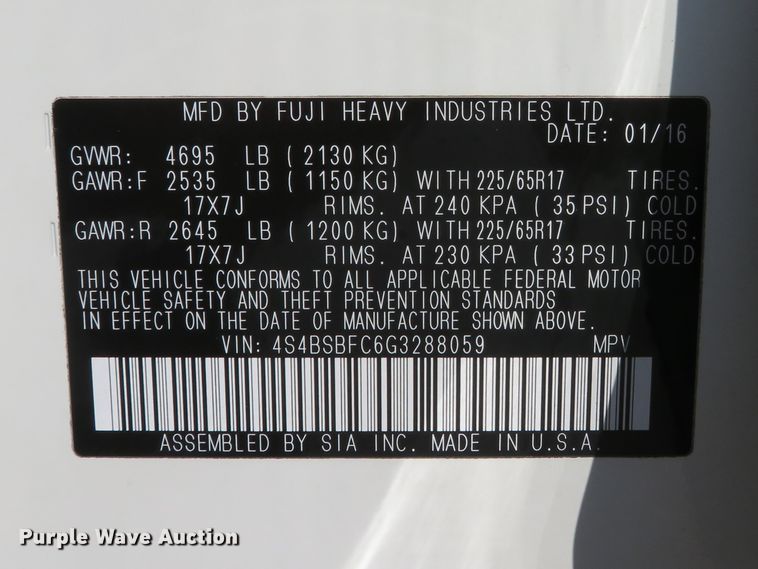 MFD BY FUJI HEAVY INDUSTRIES LTD.
DATE: 01/16
GVWR: 4695 LB ( 2130 KG)
GAWR:F 2535 LB ( 1150 KG) WITH 225/65R17 TIRES.
17X7J RIMS. AT 240 KPA ( 35 PSI) COLD
GAWR:R 2645 LB ( 1200 KG) WITH 225/65R17 TIRES.
17X7J RIMS. AT 230 KPA ( 33 PSI) COLD
THIS VEHICLE CONFORMS TO ALL APPLICABLE FEDERAL MOTOR
VEHICLE SAFETY AND THEFT PREVENTION STANDARDS
IN EFFECT ON THE DATE OF MANUFACTURE SHOWN ABOVE.
VIN: 4S4BSBFC6G3288059 MPV
ASSEMBLED BY SIA INC. MADE IN U.S.A.
Purple Wave Auction